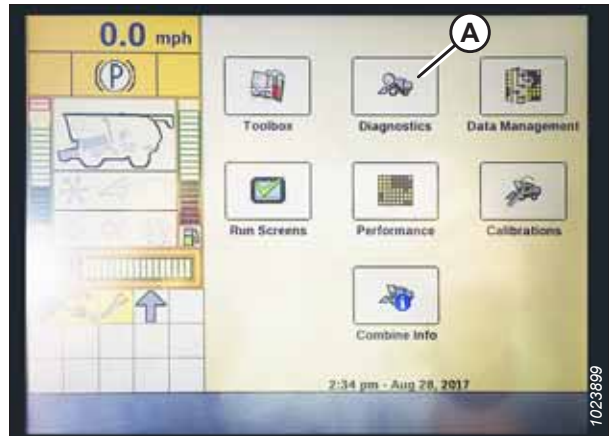 0.0 mph
A
(P)
Toolbox
Diagnostics
Data Management
Run Screens
Performance
Calibrations
Combine Info
2:34 pm - Aug 28, 2017
1023899